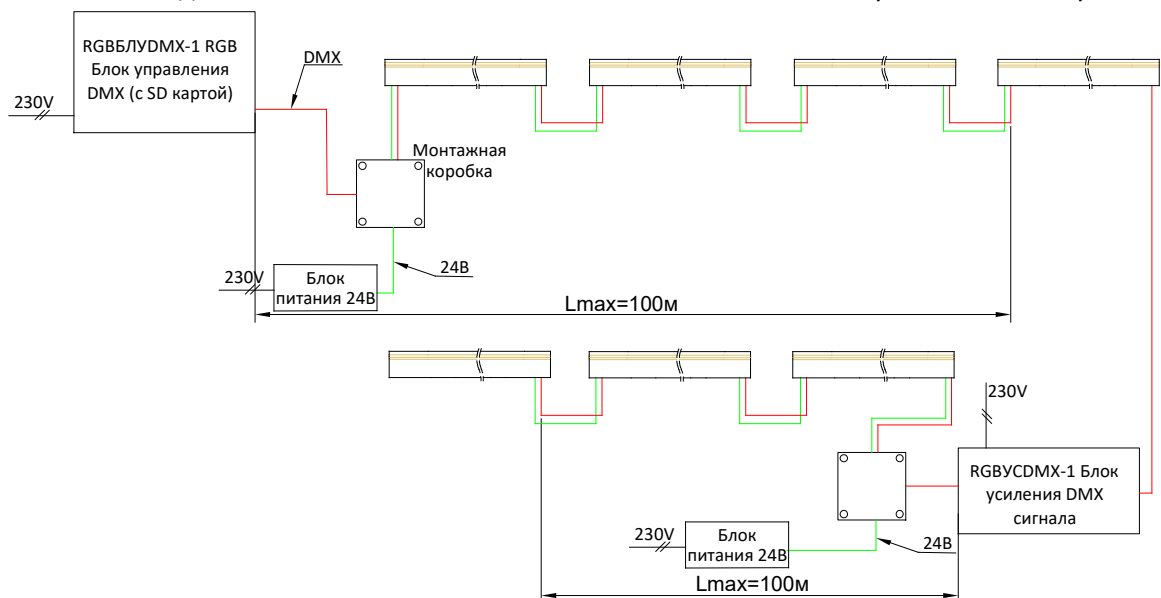 RGBБЛУDMX-1 RGB
Блок управления
DMX (с SD картой)
230V
DMX
Монтажная
коробка
24В
230V
Блок
питания 24В
Lmax=100м
230V
RGBУСDMX-1 Блок
усиления DMX
сигнала
230V
Блок
питания 24В
24В
Lmax=100м